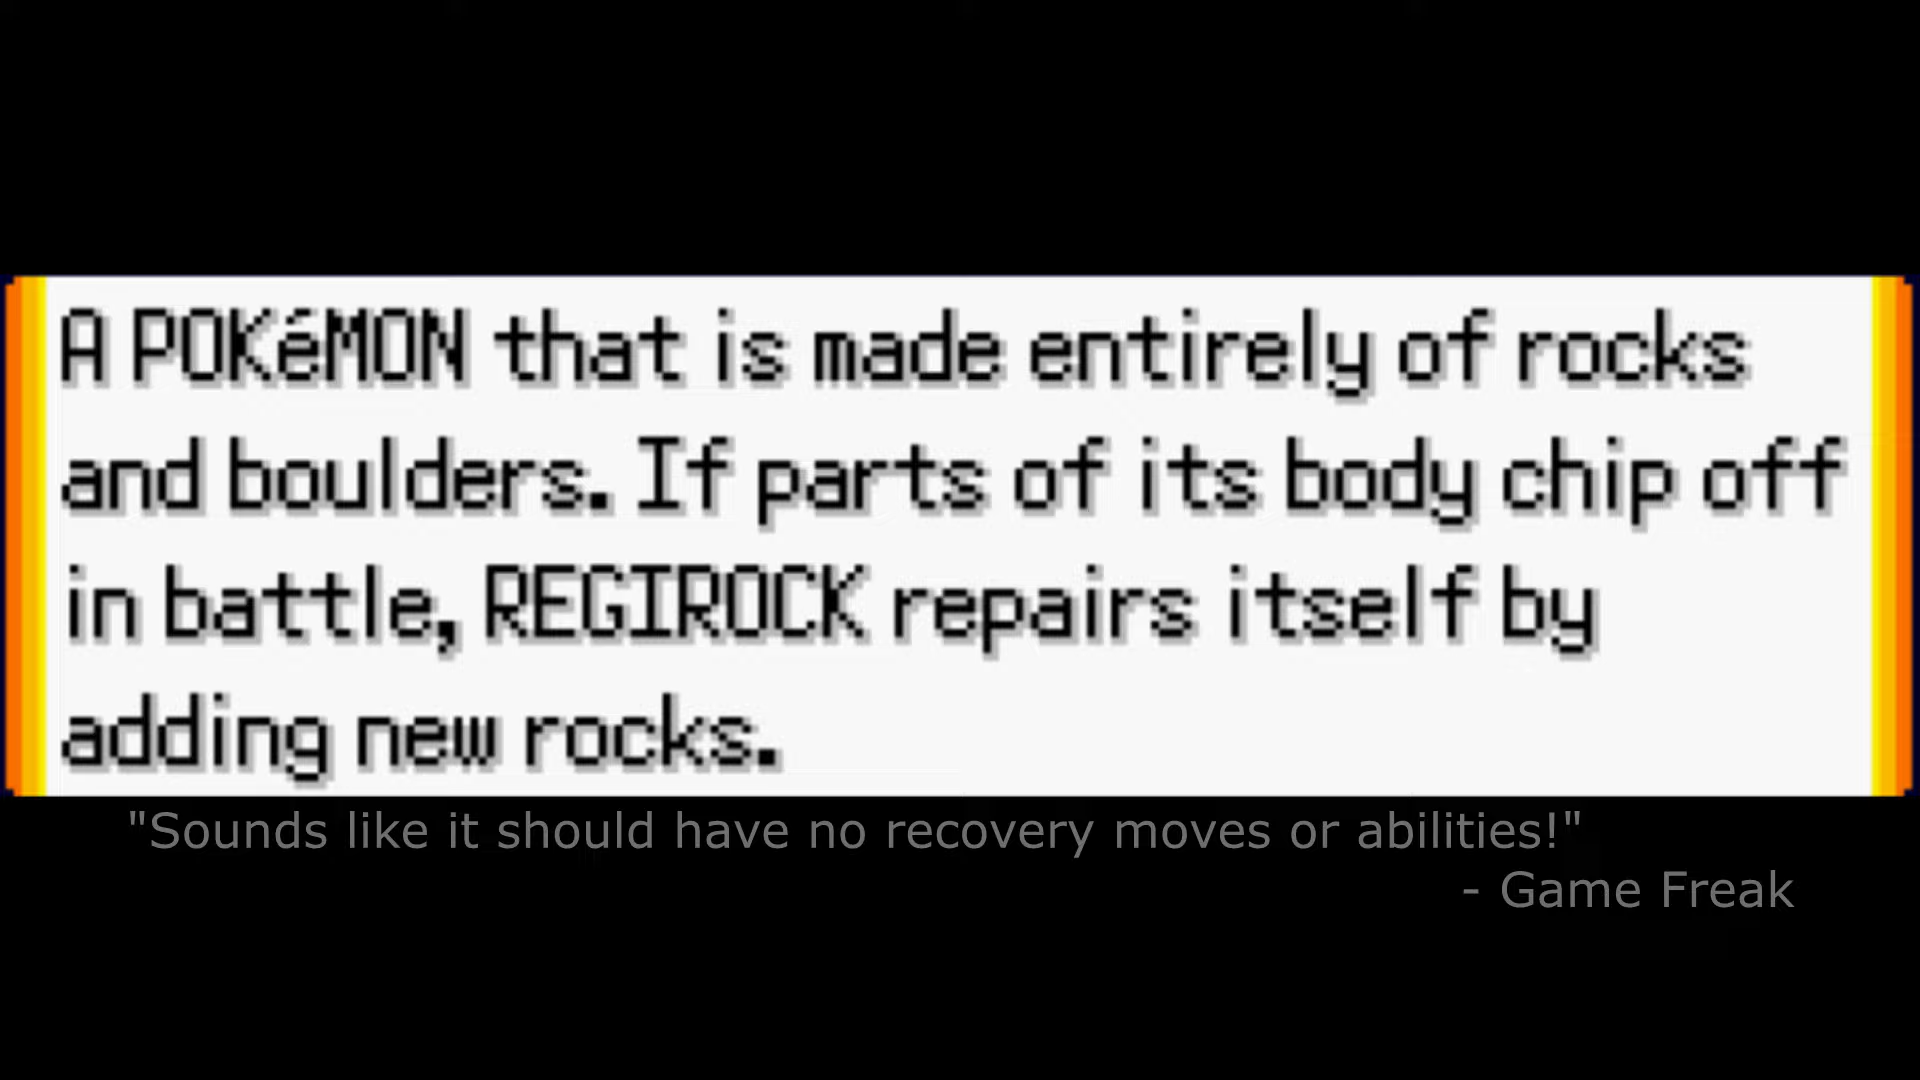 A POKéMON that is made entirely of rocks
and boulders. If parts of its body chip off
in battle, REGIROCK repairs itself by
adding new rocks.
"Sounds like it should have no recovery moves or abilities!"
- Game Freak